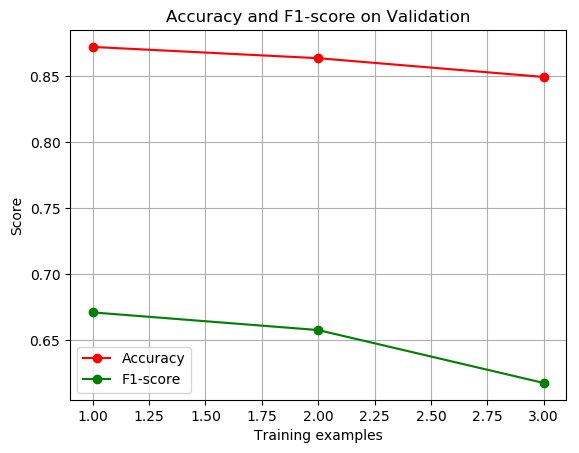 Accuracy and F1-score on Validation
Score
0.85
0.80
0.75
0.70
0.65
Accuracy
F1-score
1.00 1.25 1.50 1.75 2.00 2.25 2.50 2.75 3.00
Training examples